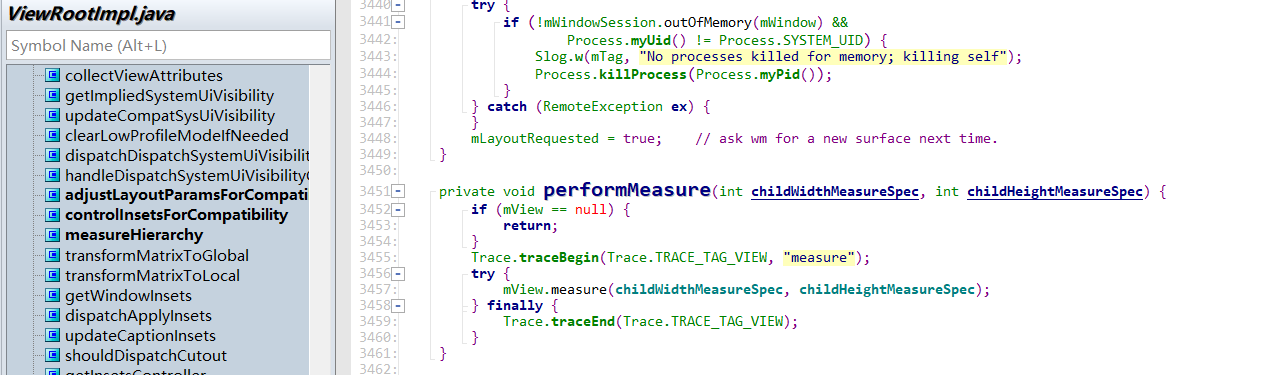 ViewRootImpl.java
Symbol Name (Alt+L)
collectViewAttributes
getImpliedSystemUiVisibility
updateCompatSysUiVisibility
clearLowProfileModeIfNeeded
dispatchDispatchSystemUiVisibilit
handleDispatchSystemUiVisibility
adjustLayoutParamsForCompati
controlInsetsForCompatibility
measureHierarchy
transformMatrixToGlobal
transformMatrixToLocal
getWindowInsets
dispatchApplyInsets
updateCaptionInsets
shouldDispatchCutout
getInsetsController
3440: try {
3441: if (!mWindowSession.outOfMemory(mWindow) &&
3442: Process.myUid() != Process.SYSTEM_UID) {
3443: Slog.w(mTag, "No processes killed for memory; killing self");
3444: Process.killProcess(Process.myPid());
3445: }
3446: } catch (RemoteException ex) {
3447: }
3448: mLayoutRequested = true;    // ask wm for a new surface next time.
3449: }
3450:
3451: private void performMeasure(int childWidthMeasureSpec, int childHeightMeasureSpec) {
3452: if (mView == null) {
3453: return;
3454: }
3455: Trace.traceBegin(Trace.TRACE_TAG_VIEW, "measure");
3456: try {
3457: mView.measure(childWidthMeasureSpec, childHeightMeasureSpec);
3458: } finally {
3459: Trace.traceEnd(Trace.TRACE_TAG_VIEW);
3460: }
3461: }
3462: